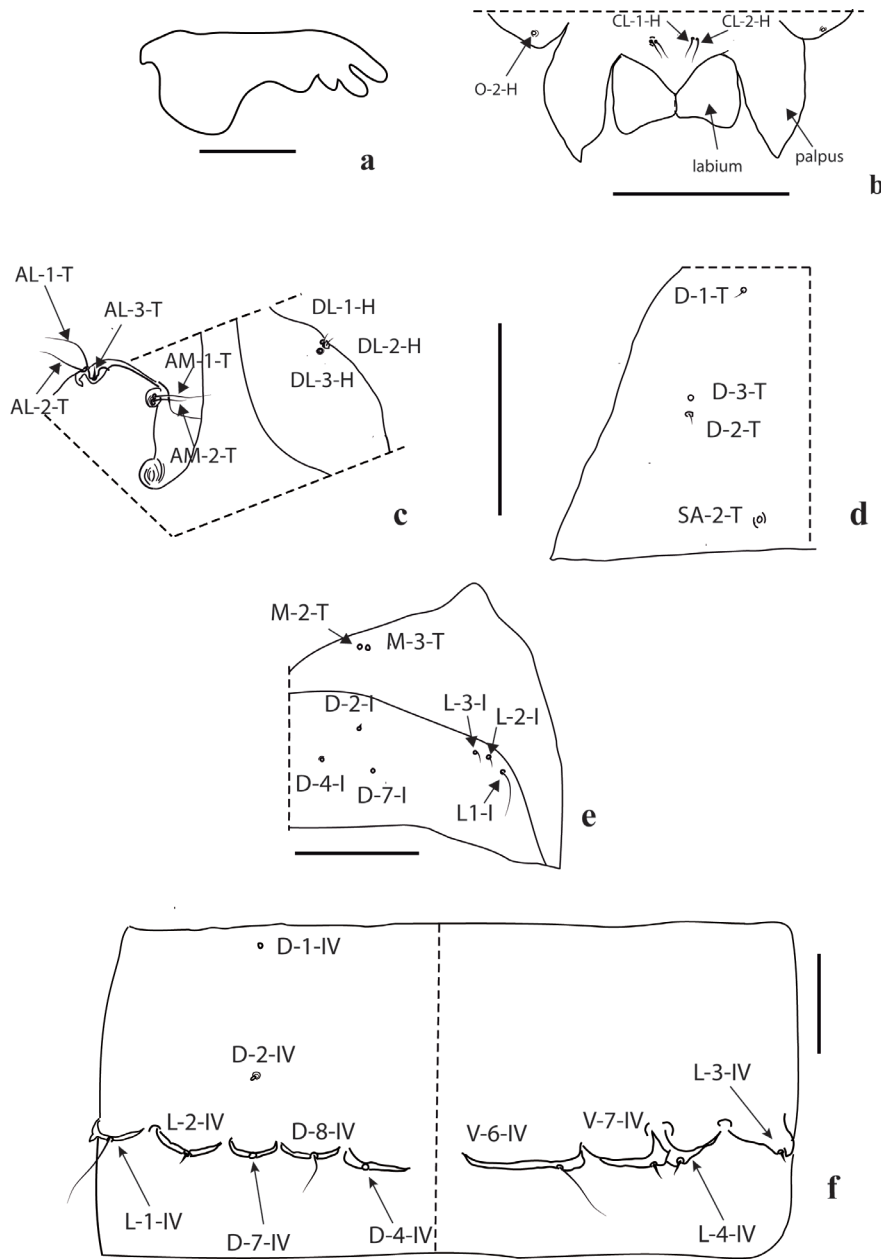 a
CL-1-H
CL-2-H
O-2-H
labium
palpus
b
AL-1-T
AL-3-T
AM-1-T
AL-2-T
AM-2-T
DL-1-H
DL-2-H
DL-3-H
c
D-1-T
D-3-T
D-2-T
SA-2-T
d
M-2-T
M-3-T
D-2-I
L-3-I
L-2-I
D-4-I
D-7-I
L1-I
e
D-1-IV
D-2-IV
L-2-IV
D-8-IV
V-6-IV
V-7-IV
L-3-IV
L-1-IV
D-7-IV
D-4-IV
L-4-IV
f